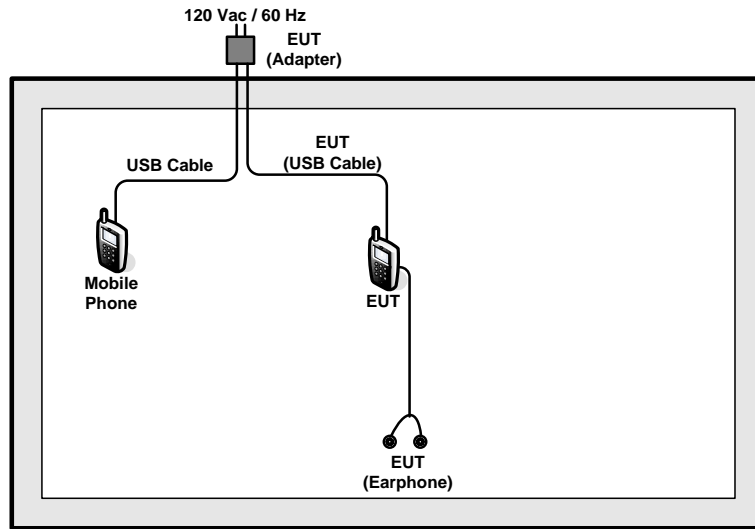 120 Vac / 60 Hz
EUT
(Adapter)
USB Cable
EUT
(USB Cable)
Mobile
Phone
EUT
EUT
(Earphone)